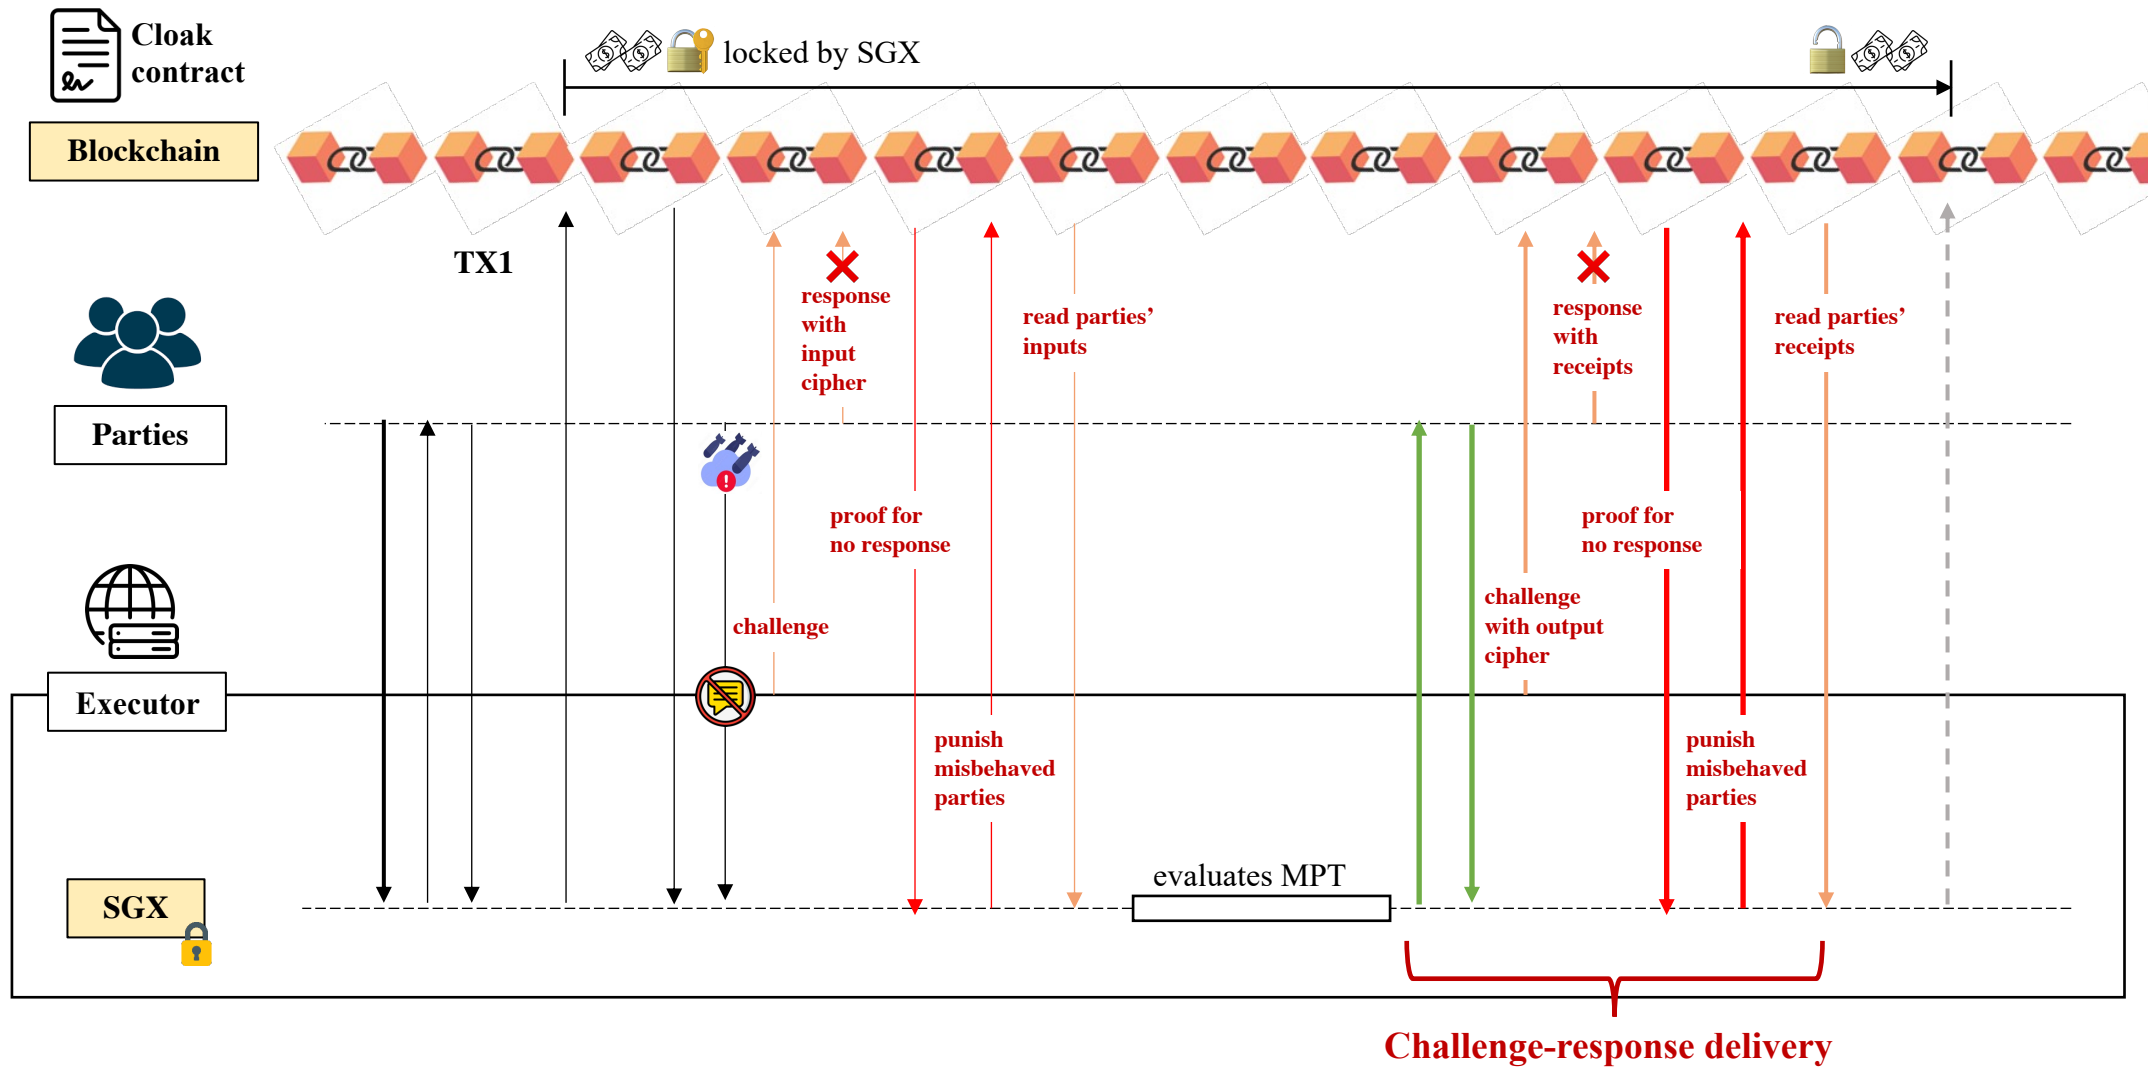 Cloak
contract
locked by SGX
Blockchain
TX1
response
with
input
cipher
read parties’
inputs
response
with
receipts
read parties’
receipts
Parties
proof for
no response
proof for
no response
challenge
challenge
with output
cipher
Executor
punish
misbehaved
parties
punish
misbehaved
parties
evaluates MPT
SGX
Challenge-response delivery